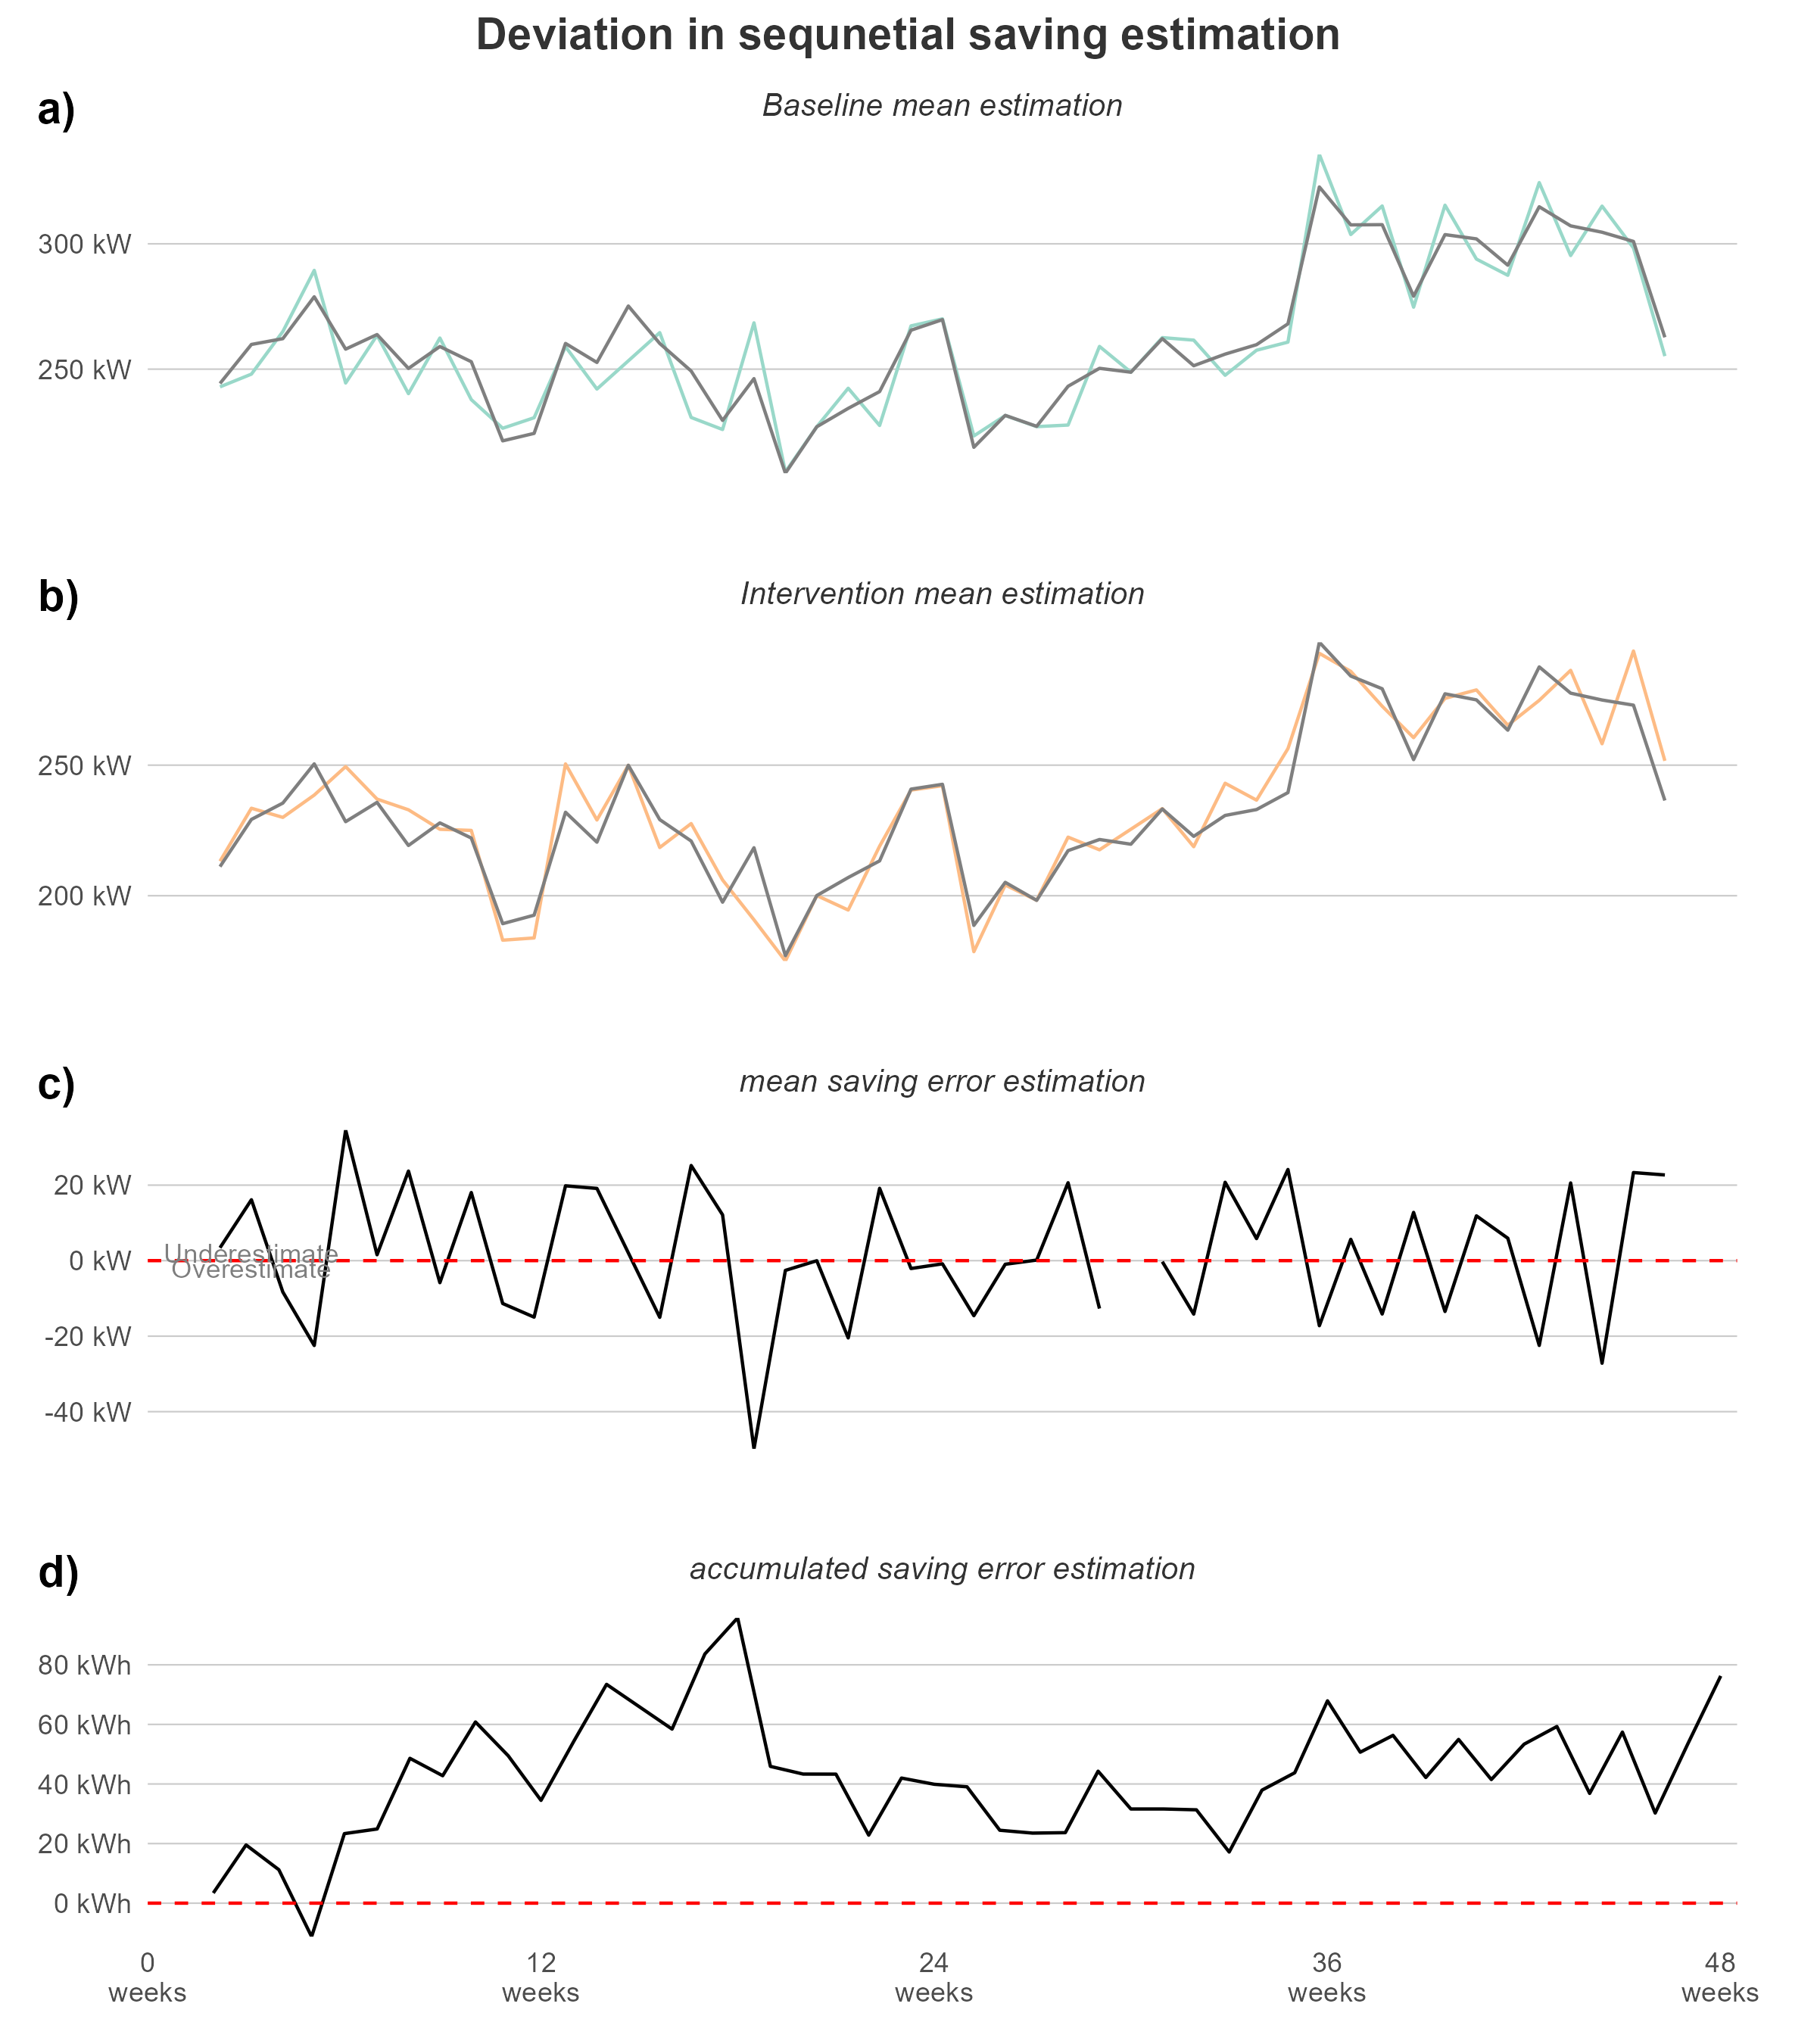 Deviation in sequnetial saving estimation
a)
Baseline mean estimation
300 kW
250 kW
b)
Intervention mean estimation
250 kW
200 kW
c)
mean saving error estimation
20 kW
Underestimate
0 kW
Overestimate
-20 kW
-40 kW
d)
accumulated saving error estimation
80 kWh
60 kWh
40 kWh
20 kWh
0 kWh
0 12 24 36 48
weeks weeks weeks weeks weeks